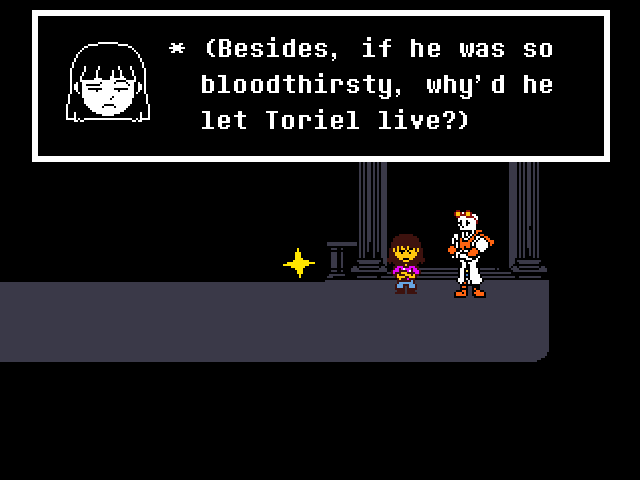 * (Besides, if he was so
bloodthirsty, why'd he
let Toriel live?)